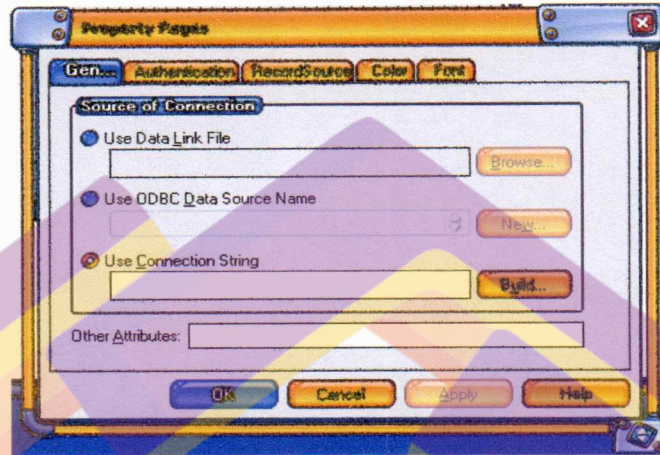 Property Pages
Gen... Authentication RecordSource Color Font
Source of Connection
Use Data Link File
Browse...
Use ODBC Data Source Name
New...
Use Connection String
Build...
Other Attributes:
OK Cancel Apply Help